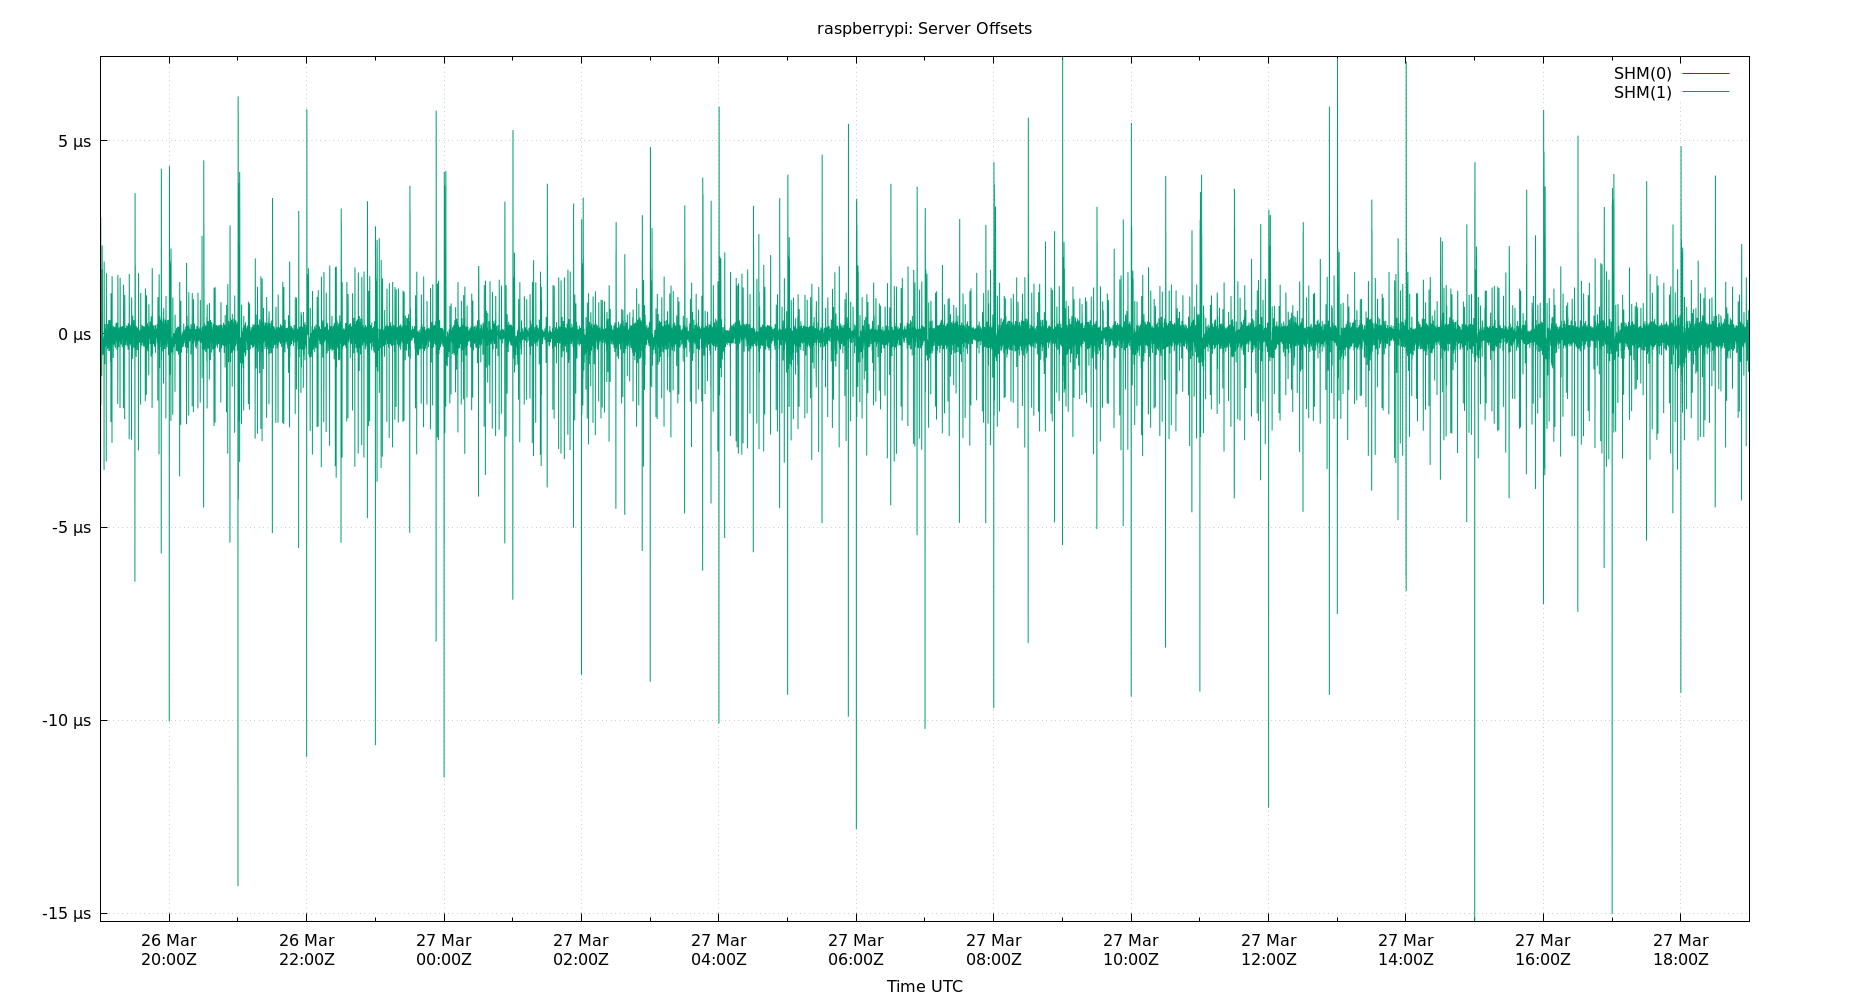 raspberrypi: Server Offsets
SHM(0)
SHM(1)
5 µs
0 µs
-5 µs
-10 µs
-15 µs
26 Mar 26 Mar 27 Mar 27 Mar 27 Mar 27 Mar 27 Mar 27 Mar 27 Mar 27 Mar 27 Mar 27 Mar
20:00Z 22:00Z 00:00Z 02:00Z 04:00Z 06:00Z 08:00Z 10:00Z 12:00Z 14:00Z 16:00Z 18:00Z
Time UTC